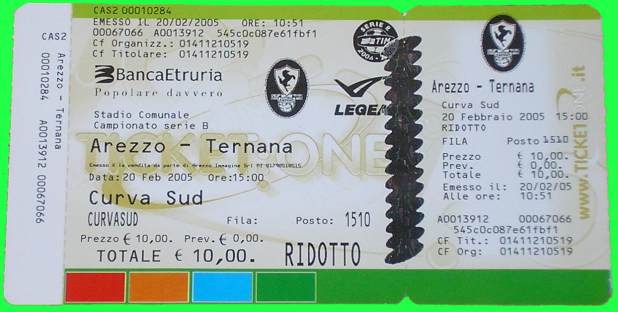 CAS2 00010284
EMESSO IL 20/02/2005 ORE: 10:51
00067066 A0013912 545c0c087e61fbf1
Cf Organizz.: 01411210519
Cf Titolare: 01411210519
BancaEtruria
Popolare davvero
SERIE B
TIM
2004
LEGEA
Stadio Comunale
Campionato serie B
Arezzo - Ternana
Data:20 Feb 2005 Ore:15:00
Curva Sud
CURVASUD Fila: Posto: 1510
Prezzo € 10,00. Prev.€ 0,00.
TOTALE € 10,00. RIDOTTO
CAS2 Arezzo - Ternana
00010284 A0013912 00067066
TICKETONE
Arezzo - Ternana
Curva Sud
20 Febbraio 2005 15:00
RIDOTTO
FILA Posto 1510
Prezzo € 10,00.
Prev. € 0,00.
Totale € 10,00.
Emesso il: 20/02/05
Alle ore: 10:51
A0013912 00067066
545c0c087e61fbf1
CF Tit.: 01411210519
CF Org: 01411210519
www.TICKETONE.it